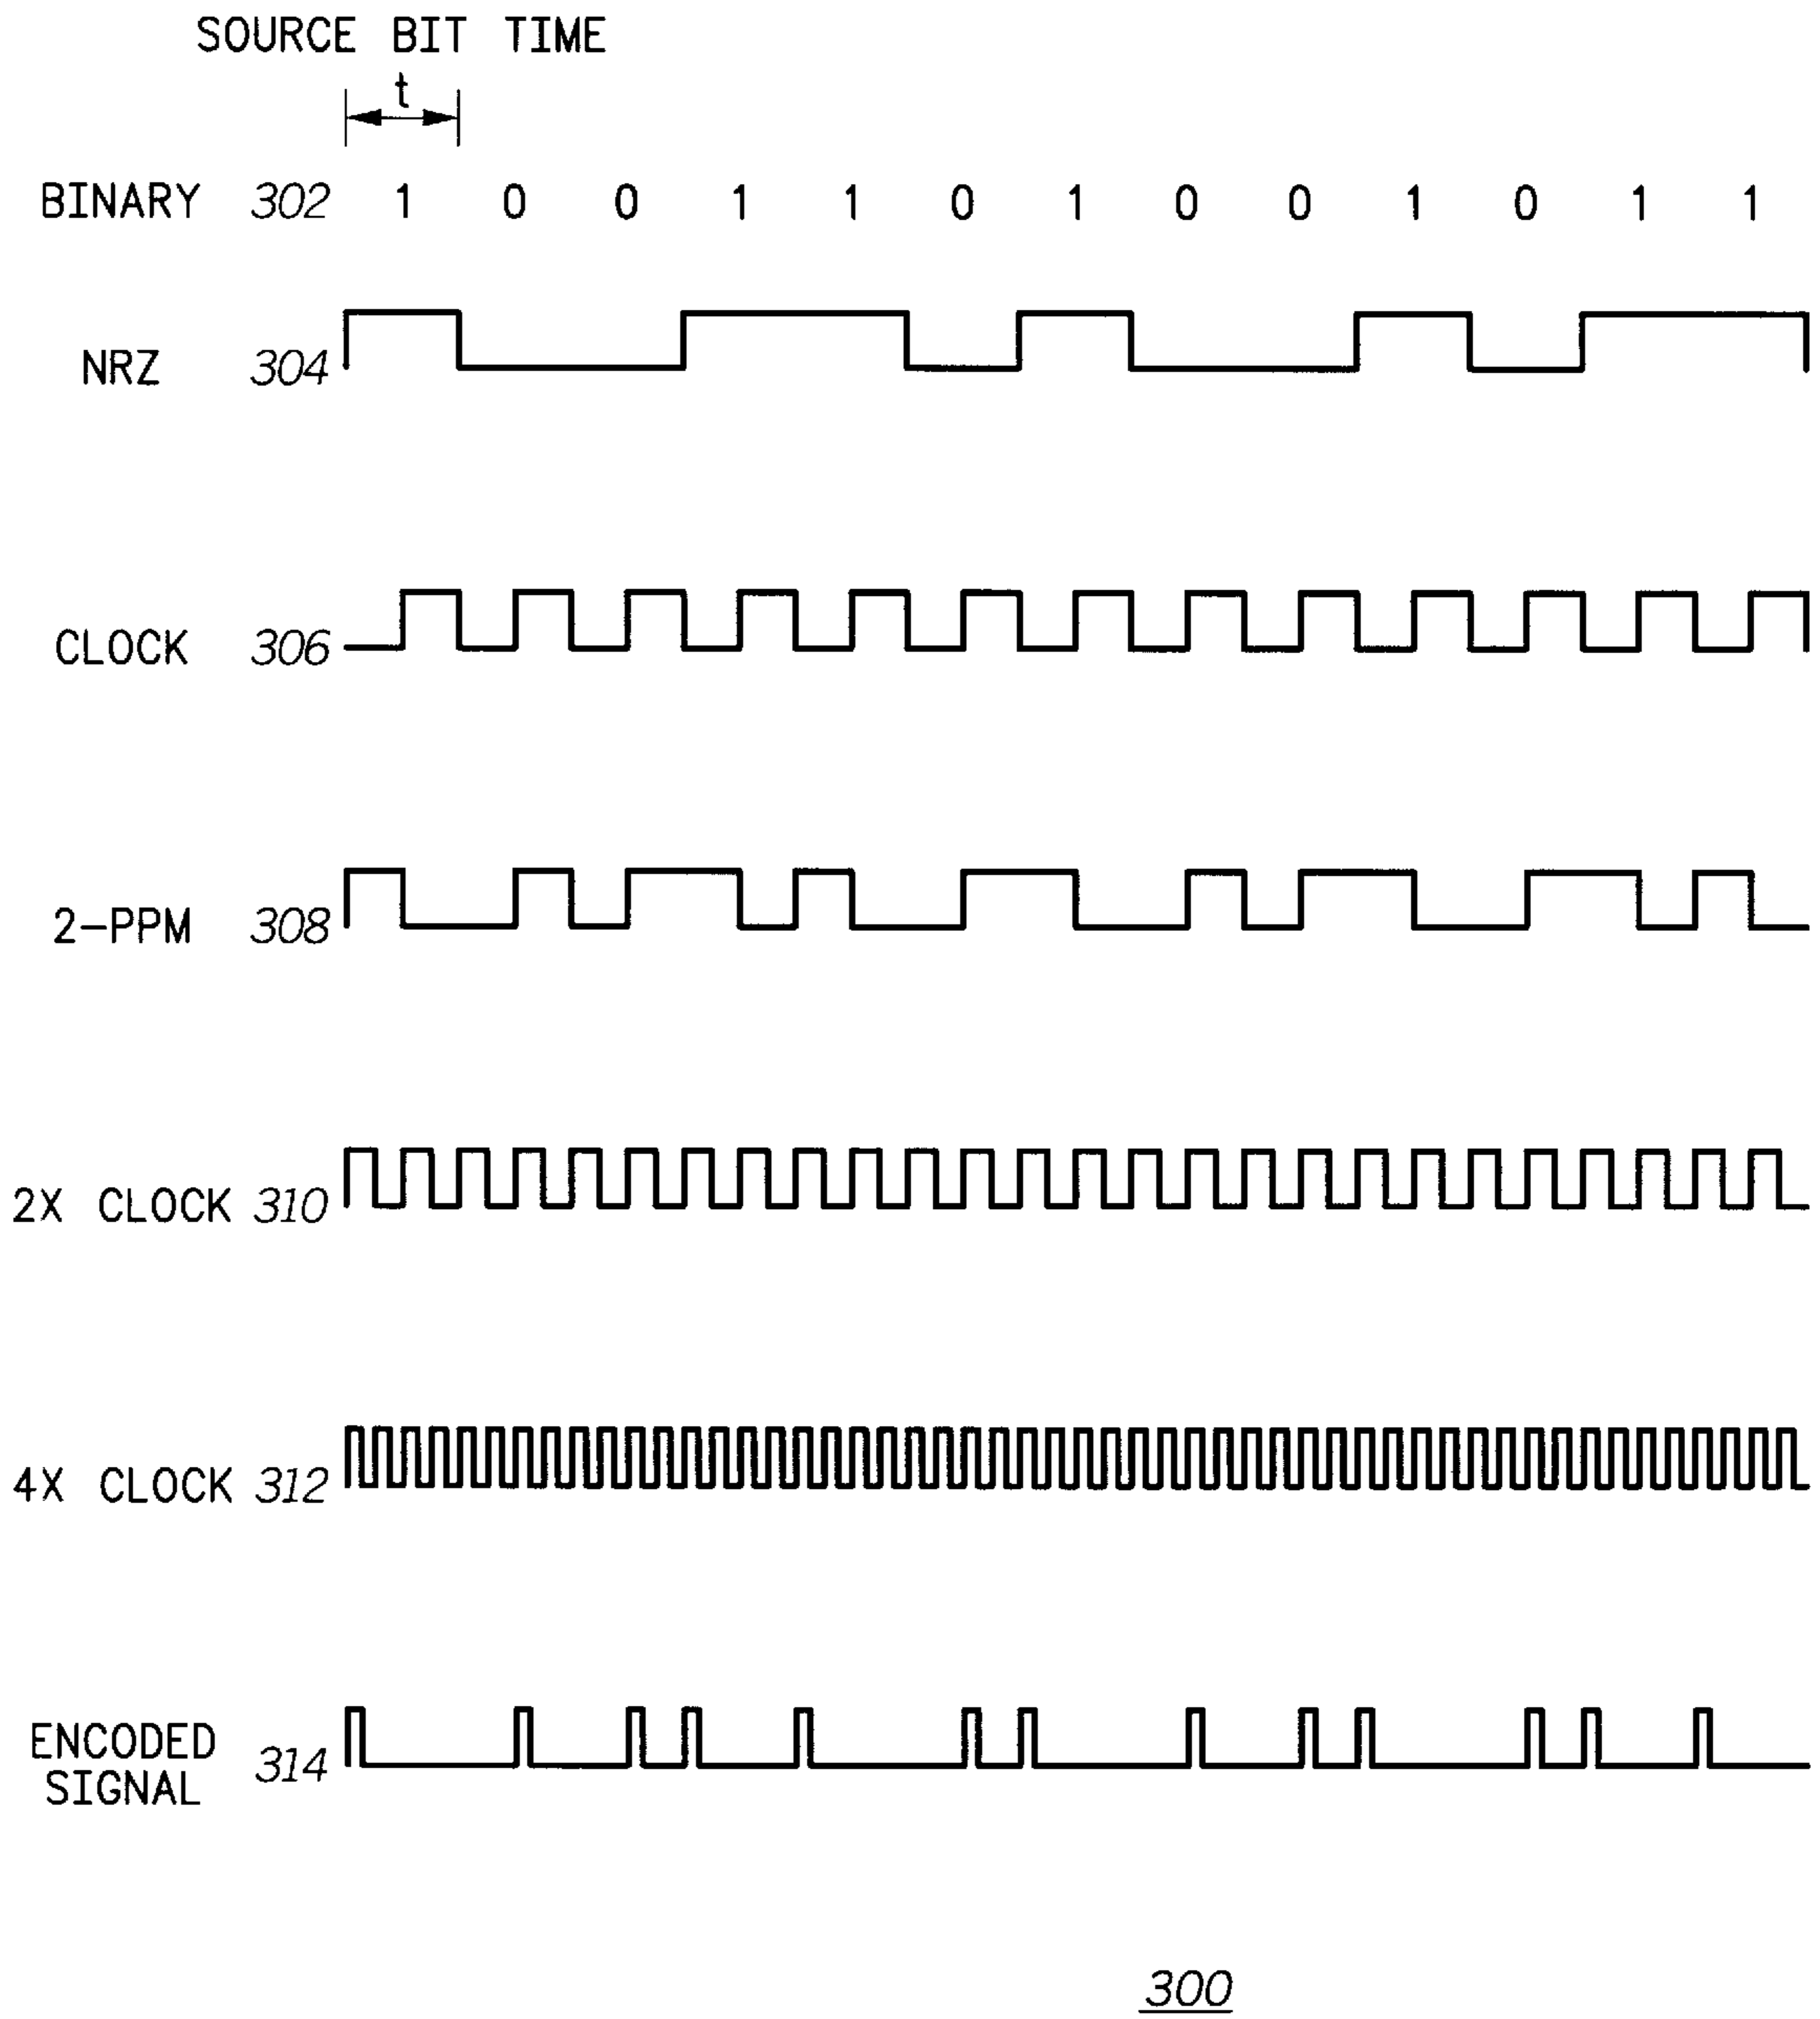 SOURCE BIT TIME
t
BINARY 302 1 0 0 1 1 0 1 0 0 1 0 1 1
NRZ 304
CLOCK 306
2-PPM 308
2X CLOCK 310
4X CLOCK 312
ENCODED
SIGNAL 314
300